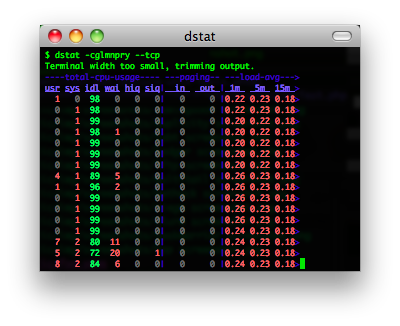 dstat
$ dstat -cglmnpry --tcp
Terminal width too small, trimming output.
----total-cpu-usage---- ---paging-- ---load-avg--->
usr sys idl wai hiq siq| in out | 1m 5m 15m >
1 0 98 0 0 0| 0 0 |0.22 0.23 0.18>
0 1 98 0 0 0| 0 0 |0.22 0.23 0.18>
0 1 99 0 0 0| 0 0 |0.20 0.22 0.18>
0 1 98 1 0 0| 0 0 |0.20 0.22 0.18>
0 1 99 0 0 0| 0 0 |0.20 0.22 0.18>
0 1 99 0 0 0| 0 0 |0.20 0.22 0.18>
0 1 99 0 0 0| 0 0 |0.20 0.22 0.18>
4 1 89 5 0 0| 0 0 |0.26 0.23 0.18>
1 1 96 2 0 0| 0 0 |0.26 0.23 0.18>
0 1 99 0 0 0| 0 0 |0.26 0.23 0.18>
0 1 99 0 0 0| 0 0 |0.26 0.23 0.18>
0 1 99 0 0 0| 0 0 |0.26 0.23 0.18>
0 1 99 0 0 0| 0 0 |0.24 0.23 0.18>
7 2 80 11 0 0| 0 0 |0.24 0.23 0.18>
5 2 72 20 0 1| 0 0 |0.24 0.23 0.18>
8 2 84 6 0 0| 0 0 |0.24 0.23 0.18>